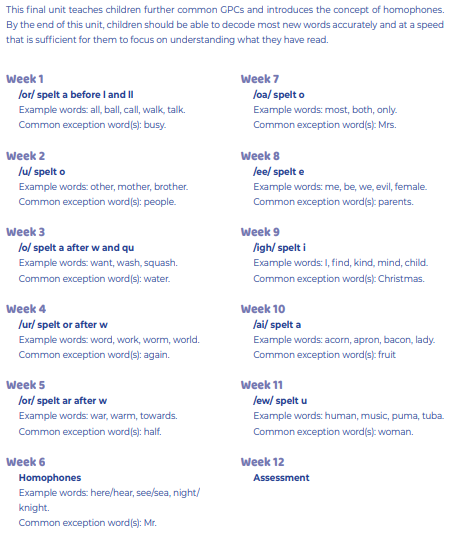 This final unit teaches children further common GPCs and introduces the concept of homophones.
By the end of this unit, children should be able to decode most new words accurately and at a speed
that is sufficient for them to focus on understanding what they have read.
Week 1
/or/ spelt a before l and ll
Example words: all, ball, call, walk, talk.
Common exception word(s): busy.
Week 2
/u/ spelt o
Example words: other, mother, brother.
Common exception word(s): people.
Week 3
/o/ spelt a after w and qu
Example words: want, wash, squash.
Common exception word(s): water.
Week 4
/ur/ spelt or after w
Example words: word, work, worm, world.
Common exception word(s): again.
Week 5
/or/ spelt ar after w
Example words: war, warm, towards.
Common exception word(s): half.
Week 6
Homophones
Example words: here/hear, see/sea, night/
knight.
Common exception word(s): Mr.
Week 7
/oa/ spelt o
Example words: most, both, only.
Common exception word(s): Mrs.
Week 8
/ee/ spelt e
Example words: me, be, we, evil, female.
Common exception word(s): parents.
Week 9
/igh/ spelt i
Example words: I, find, kind, mind, child.
Common exception word(s): Christmas.
Week 10
/ai/ spelt a
Example words: acorn, apron, bacon, lady.
Common exception word(s): fruit
Week 11
/ew/ spelt u
Example words: human, music, puma, tuba.
Common exception word(s): woman.
Week 12
Assessment